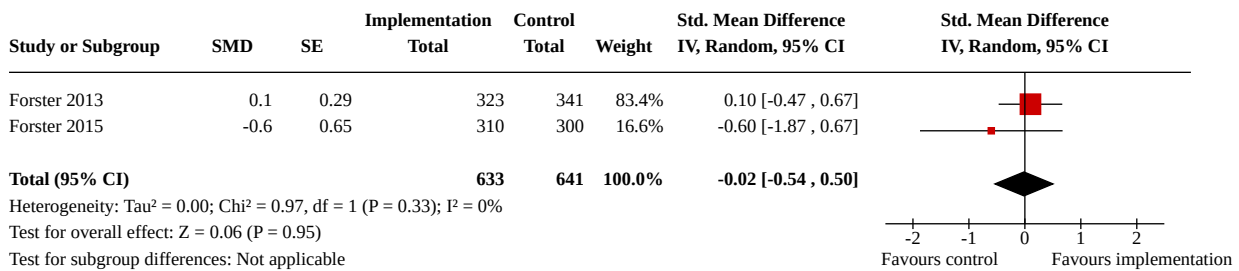 Implementation Control Std. Mean Difference Std. Mean Difference
Study or Subgroup SMD SE Total Total Weight IV, Random, 95% CI IV, Random, 95% CI
Forster 2013 0.1 0.29 323 341 83.4% 0.10 [-0.47 , 0.67]
Forster 2015 -0.6 0.65 310 300 16.6% -0.60 [-1.87 , 0.67]
Total (95% CI) 633 641 100.0% -0.02 [-0.54 , 0.50]
Heterogeneity: Tau² = 0.00; Chi² = 0.97, df = 1 (P = 0.33); I² = 0%
Test for overall effect: Z = 0.06 (P = 0.95) -2 -1 0 1 2
Test for subgroup differences: Not applicable Favours control Favours implementation